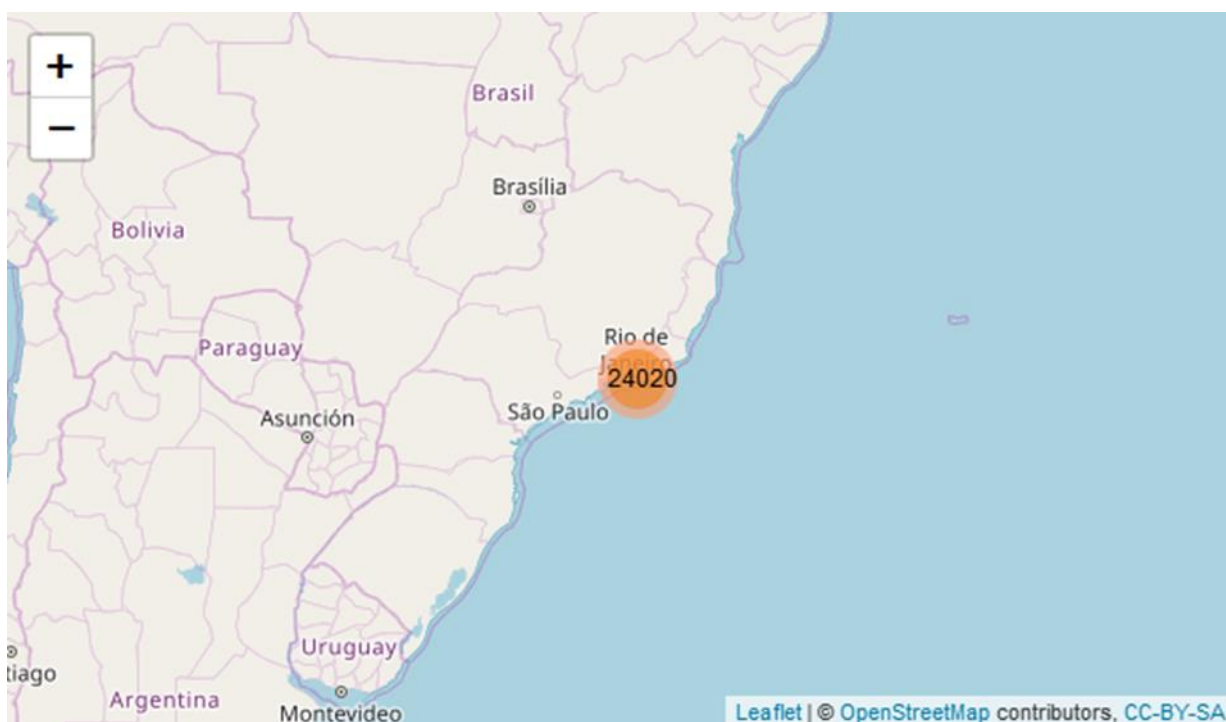 +
−
Brasil
Brasília
Bolivia
Rio de
Janeiro
24020
Paraguay
São Paulo
Asunción
Uruguay
tiago
Argentina
Montevideo
Leaflet | © OpenStreetMap contributors, CC-BY-SA